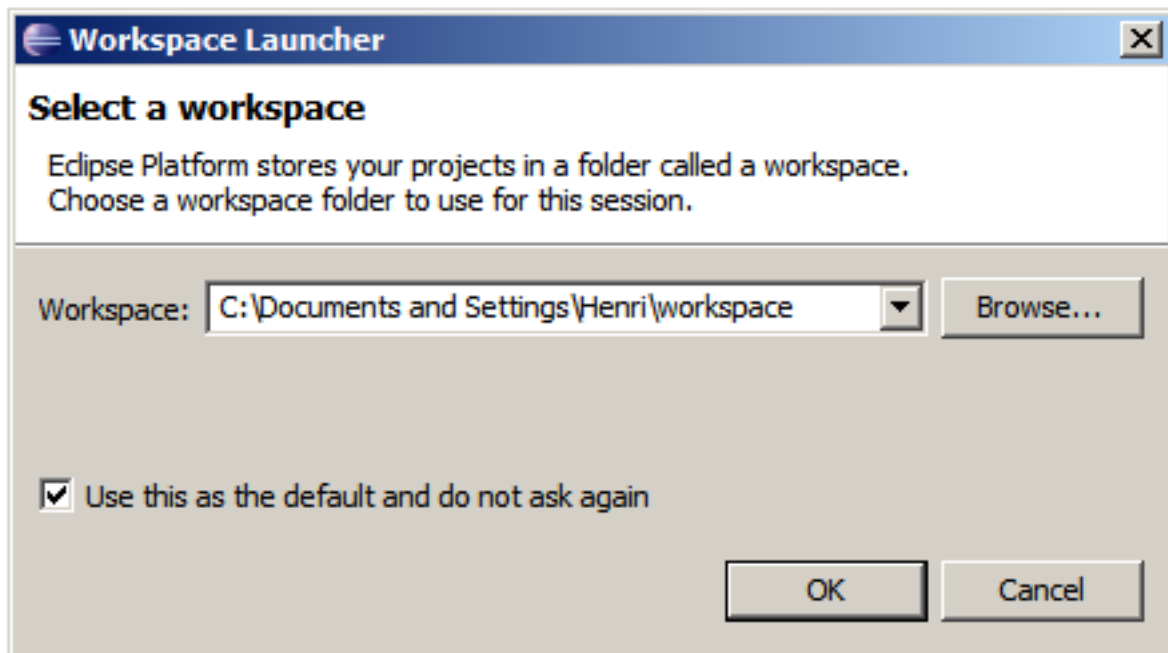 Workspace Launcher
Select a workspace
Eclipse Platform stores your projects in a folder called a workspace.
Choose a workspace folder to use for this session.
Workspace: C:\Documents and Settings\Henri\workspace Browse...
Use this as the default and do not ask again
OK Cancel